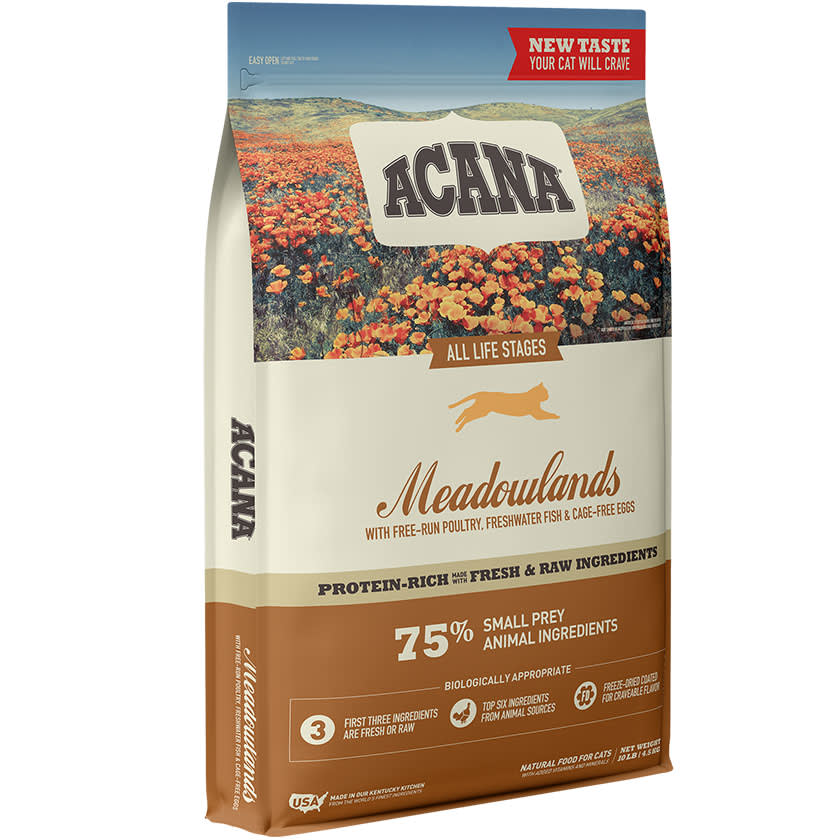 EASY OPEN
NEW TASTE
YOUR CAT WILL CRAVE
ACANA
ALL LIFE STAGES
Meadowlands
WITH FREE-RUN POULTRY, FRESHWATER FISH & CAGE-FREE EGGS
PROTEIN-RICH MADE WITH FRESH & RAW INGREDIENTS
75% SMALL PREY
ANIMAL INGREDIENTS
BIOLOGICALLY APPROPRIATE
3 FIRST THREE INGREDIENTS
ARE FRESH OR RAW
TOP SIX INGREDIENTS
FROM ANIMAL SOURCES
FD FREEZE-DRIED COATED
FOR CRAVEABLE FLAVOR
NATURAL FOOD FOR CATS
WITH ADDED VITAMINS AND MINERALS
NET WEIGHT
10 LB | 4.5 KG
USA MADE IN OUR KENTUCKY KITCHEN
FROM THE WORLD'S FINEST INGREDIENTS
ACANA
Meadowlands
WITH FREE-RUN POULTRY, FRESHWATER FISH & CAGE-FREE EGGS